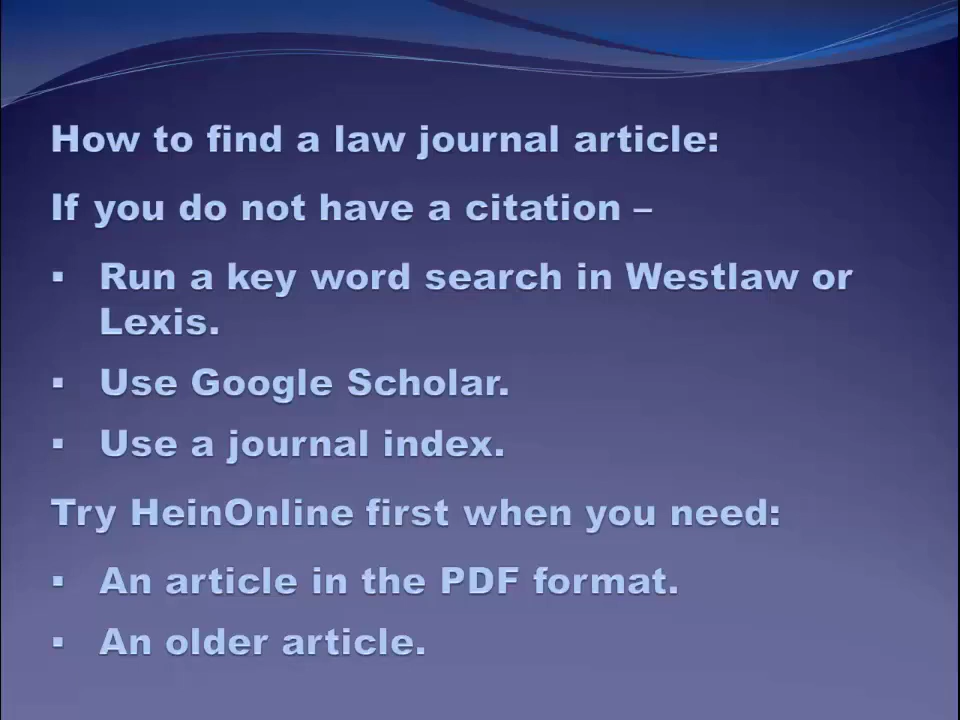 How to find a law journal article:
If you do not have a citation –
▪ Run a key word search in Westlaw or
Lexis.
▪ Use Google Scholar.
▪ Use a journal index.
Try HeinOnline first when you need:
▪ An article in the PDF format.
▪ An older article.